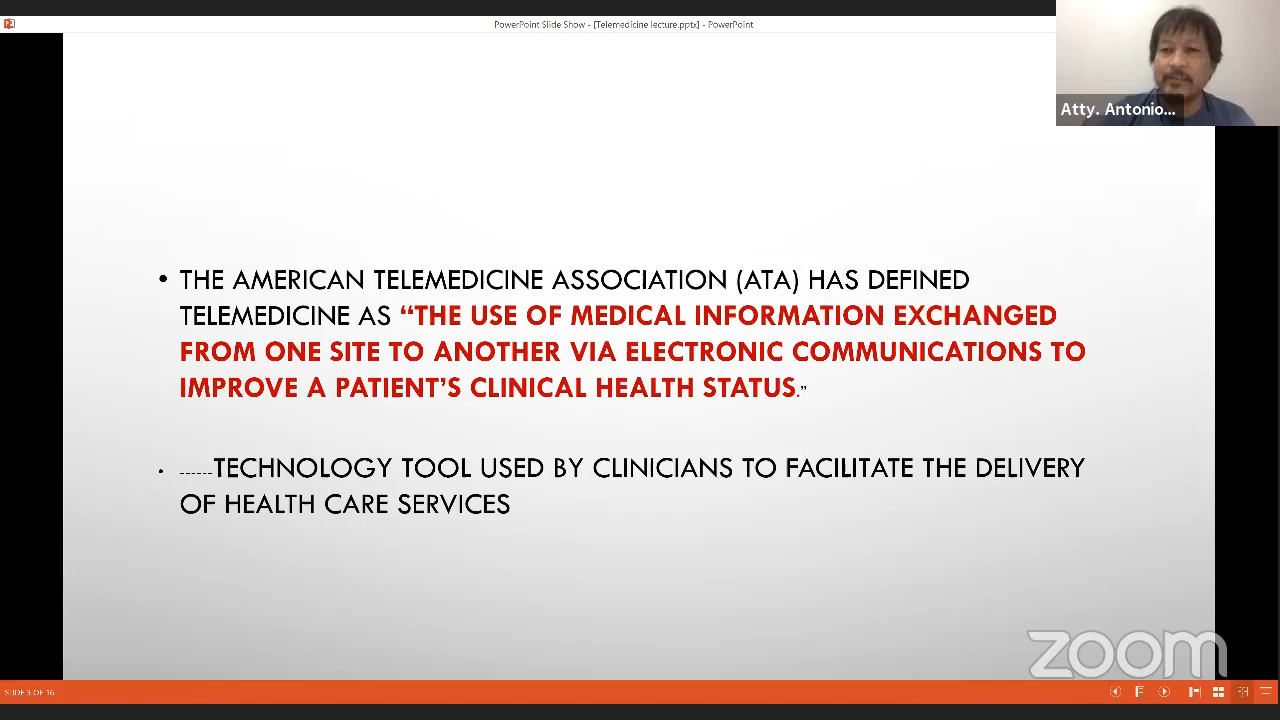 PowerPoint Slide Show - [Telemedicine lecture.pptx] - PowerPoint
Atty. Antonio...
• THE AMERICAN TELEMEDICINE ASSOCIATION (ATA) HAS DEFINED
TELEMEDICINE AS “THE USE OF MEDICAL INFORMATION EXCHANGED
FROM ONE SITE TO ANOTHER VIA ELECTRONIC COMMUNICATIONS TO
IMPROVE A PATIENT’S CLINICAL HEALTH STATUS.”
• ------TECHNOLOGY TOOL USED BY CLINICIANS TO FACILITATE THE DELIVERY
OF HEALTH CARE SERVICES
zoom
SLIDE 3 OF 16